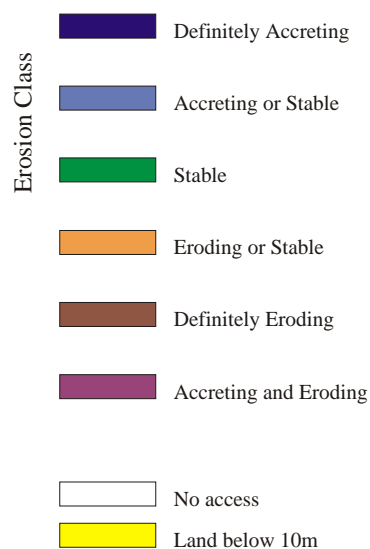 Erosion Class
Definitely Accreting
Accreting or Stable
Stable
Eroding or Stable
Definitely Eroding
Accreting and Eroding
No access
Land below 10m